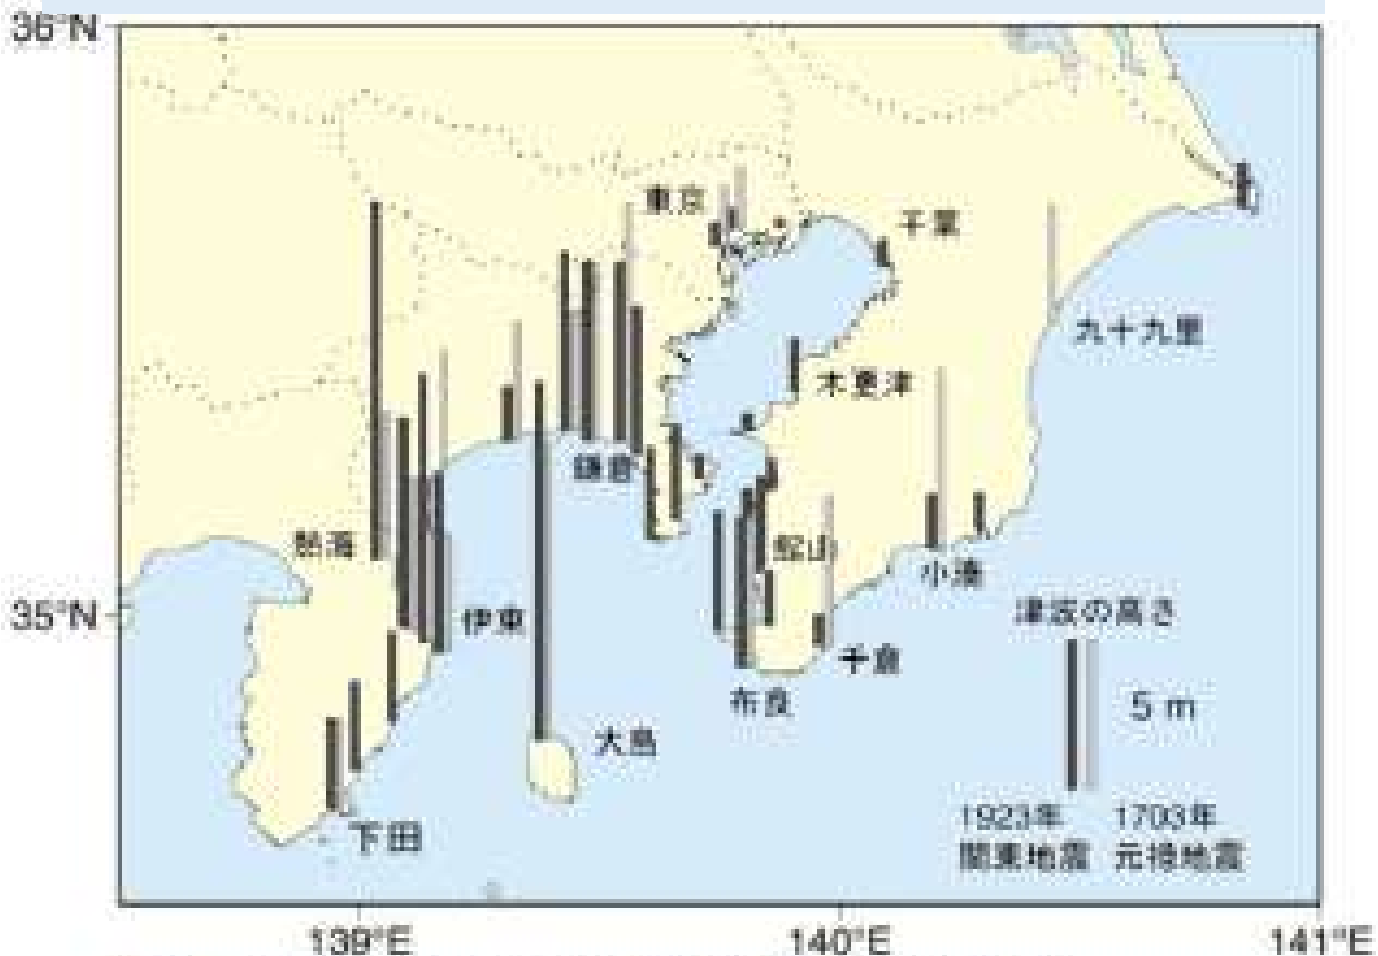 36°N
東京
千葉
九十九里
木更津
鎌倉
熱海
館山
小湊
35°N
伊東
津波の高さ
千倉
布良
5 m
大島
1923年 1703年
関東地震 元禄地震
下田
139°E 140°E 141°E